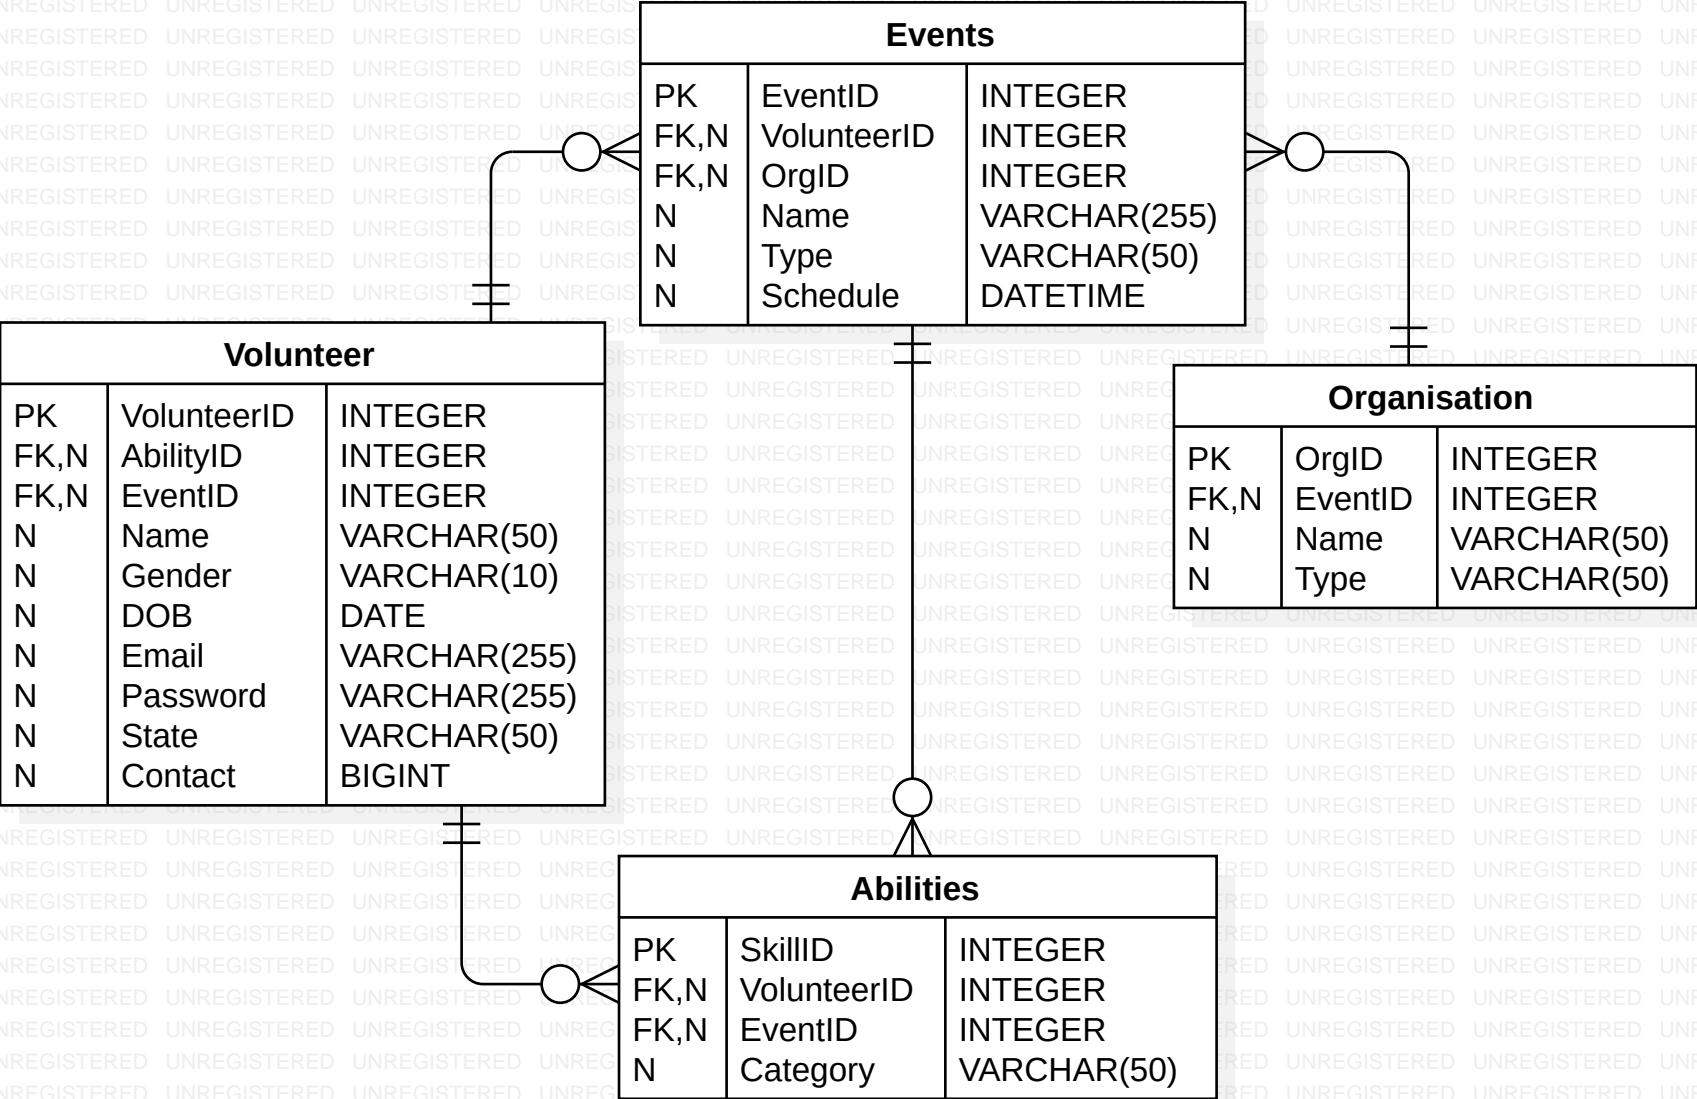 Events
PK EventID INTEGER
FK,N VolunteerID INTEGER
FK,N OrgID INTEGER
N Name VARCHAR(255)
N Type VARCHAR(50)
N Schedule DATETIME
Volunteer
PK VolunteerID INTEGER
FK,N AbilityID INTEGER
FK,N EventID INTEGER
N Name VARCHAR(50)
N Gender VARCHAR(10)
N DOB DATE
N Email VARCHAR(255)
N Password VARCHAR(255)
N State VARCHAR(50)
N Contact BIGINT
Organisation
PK OrgID INTEGER
FK,N EventID INTEGER
N Name VARCHAR(50)
N Type VARCHAR(50)
Abilities
PK SkillID INTEGER
FK,N VolunteerID INTEGER
FK,N EventID INTEGER
N Category VARCHAR(50)
UNREGISTERED